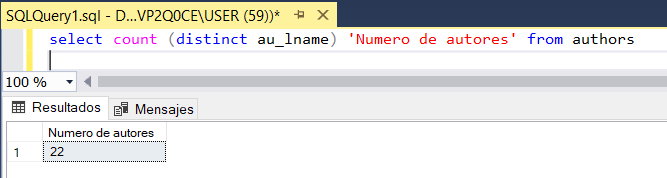 SQLQuery1.sql - D...VP2Q0CE\USER (59))*
select count (distinct au_lname) 'Numero de autores' from authors
100 %
Resultados Mensajes
Numero de autores
1 22